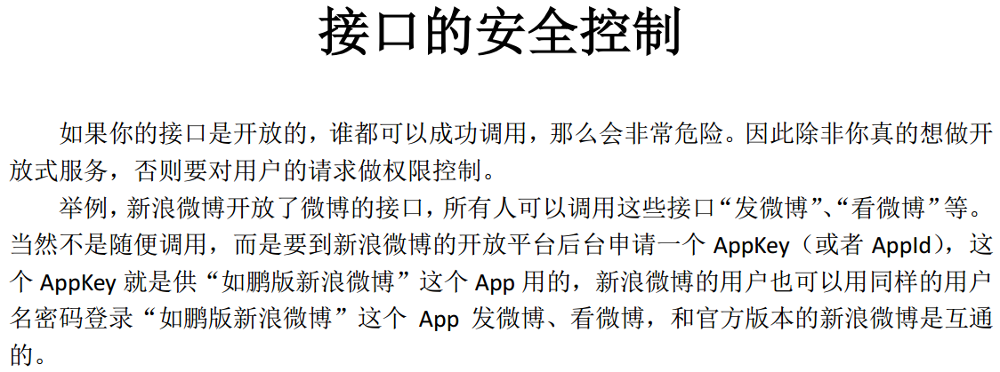 接口的安全控制
如果你的接口是开放的，谁都可以成功调用，那么会非常危险。因此除非你真的想做开
放式服务，否则要对用户的请求做权限控制。
举例，新浪微博开放了微博的接口，所有人可以调用这些接口“发微博”、“看微博”等。
当然不是随便调用，而是要到新浪微博的开放平台后台申请一个 AppKey（或者 AppId），这
个 AppKey 就是供“如鹏版新浪微博”这个 App 用的，新浪微博的用户也可以用同样的用户
名密码登录“如鹏版新浪微博”这个 App 发微博、看微博，和官方版本的新浪微博是互通
的。